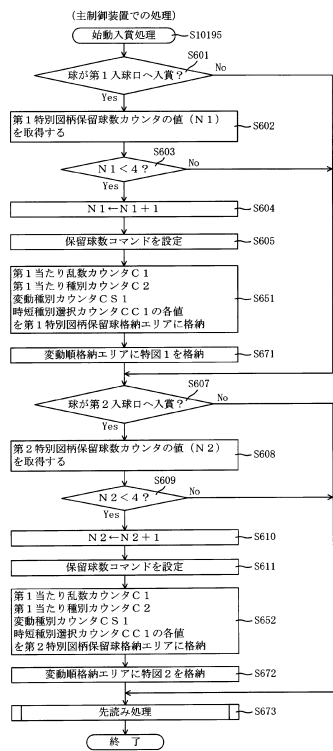 (主制御装置での処理)
始動入賞処理
S10195
S601
球が第1入球口へ入賞?
No
Yes
第1特別図柄保留球数カウンタの値(N1)
を取得する
S602
S603
N1<4?
No
Yes
N1←N1+1
S604
保留球数コマンドを設定
S605
第1当たり乱数カウンタC1
第1当たり種別カウンタC2
変動種別カウンタCS1
時短種別選択カウンタCC1の各値
を第1特別図柄保留球格納エリアに格納
S651
変動順格納エリアに特図1を格納
S671
S607
球が第2入球口へ入賞?
No
Yes
第2特別図柄保留球数カウンタの値(N2)
を取得する
S608
S609
N2<4?
No
Yes
N2←N2+1
S610
保留球数コマンドを設定
S611
第1当たり乱数カウンタC1
第1当たり種別カウンタC2
変動種別カウンタCS1
時短種別選択カウンタCC1の各値
を第2特別図柄保留球格納エリアに格納
S652
変動順格納エリアに特図2を格納
S672
先読み処理
S673
終了